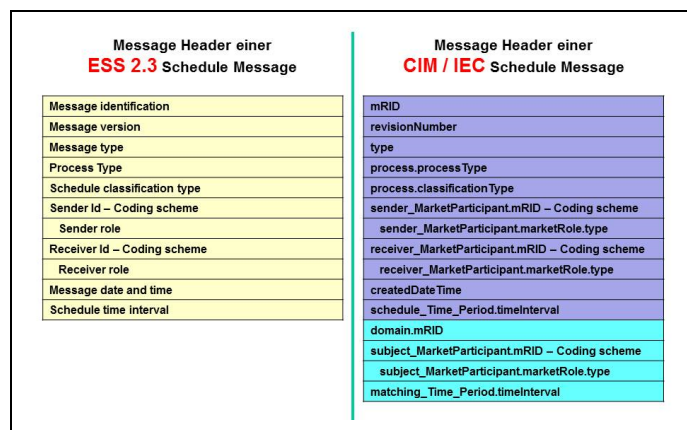 Message Header einer
ESS 2.3 Schedule Message
Message identification
Message version
Message type
Process Type
Schedule classification type
Sender Id – Coding scheme
Sender role
Receiver Id – Coding scheme
Receiver role
Message date and time
Schedule time interval
Message Header einer
CIM / IEC Schedule Message
mRID
revisionNumber
type
process.processType
process.classificationType
sender_MarketParticipant.mRID – Coding scheme
sender_MarketParticipant.marketRole.type
receiver_MarketParticipant.mRID – Coding scheme
receiver_MarketParticipant.marketRole.type
createdDateTime
schedule_Time_Period.timeInterval
domain.mRID
subject_MarketParticipant.mRID – Coding scheme
subject_MarketParticipant.marketRole.type
matching_Time_Period.timeInterval